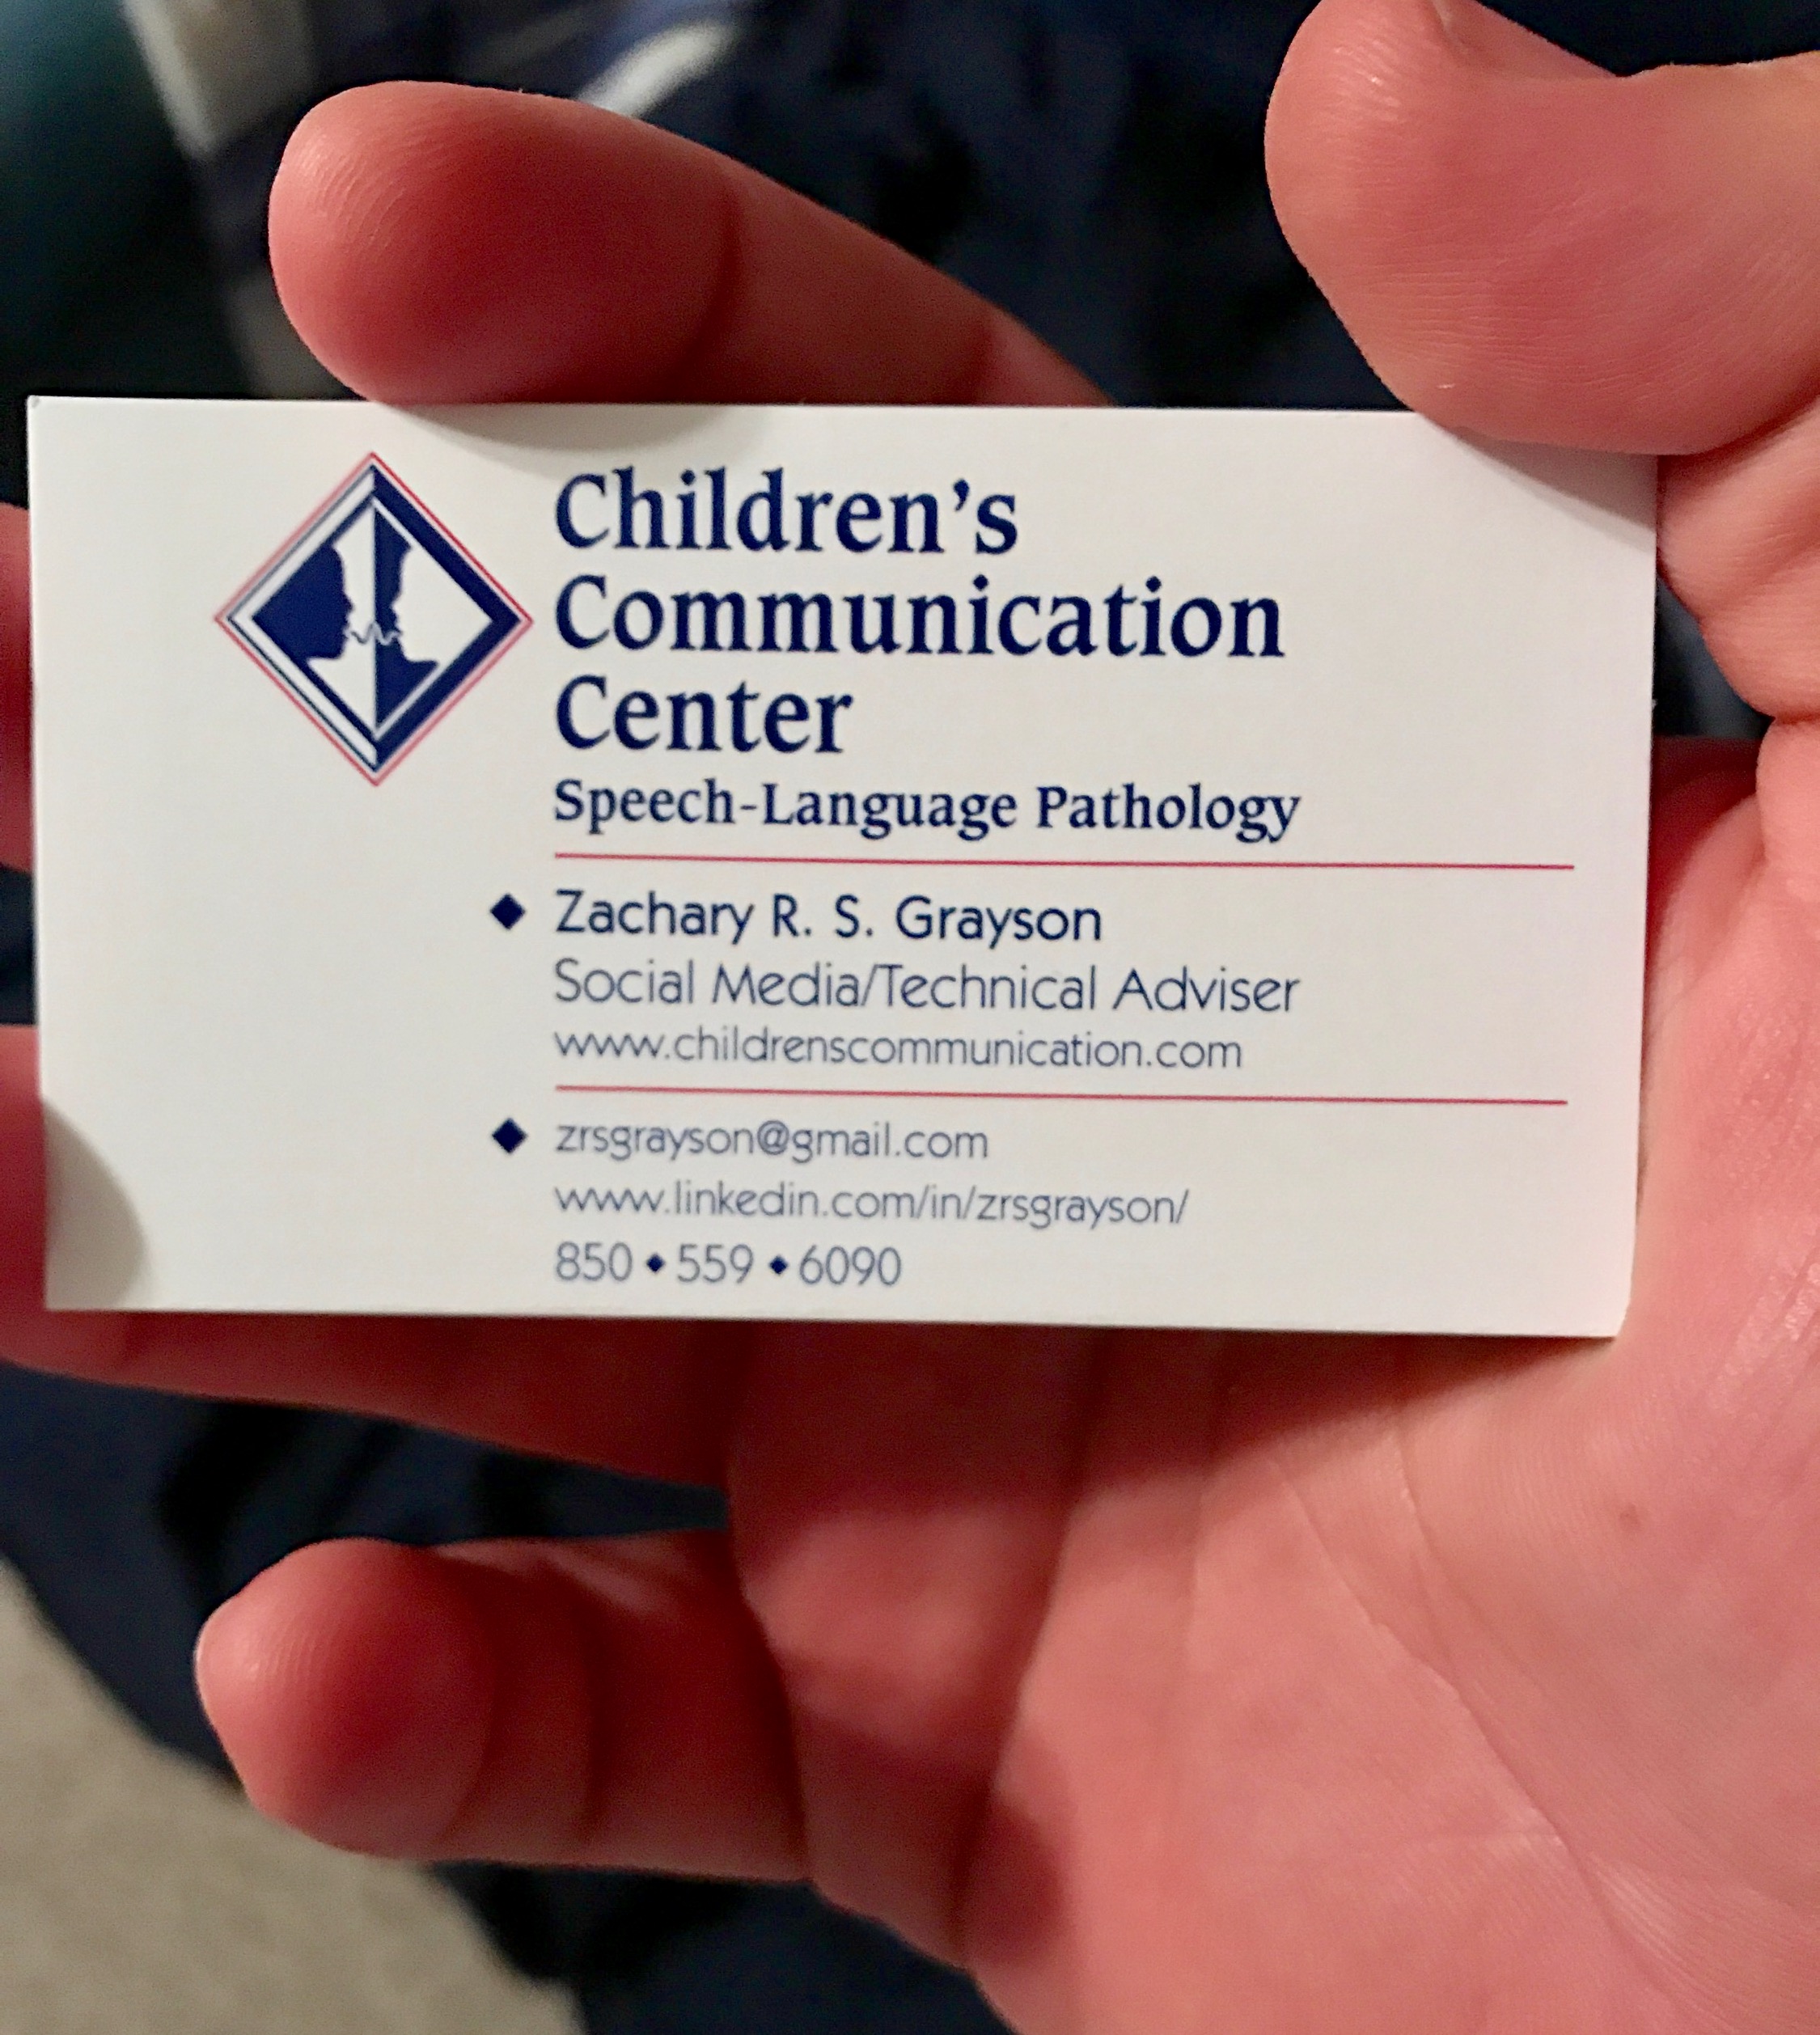 Children's
Communication
Center
Speech-Language Pathology
Zachary R. S. Grayson
Social Media/Technical Adviser
www.childrenscommunication.com
zrsgrayson@gmail.com
www.linkedin.com/in/zrsgrayson/
850⬥559⬥6090